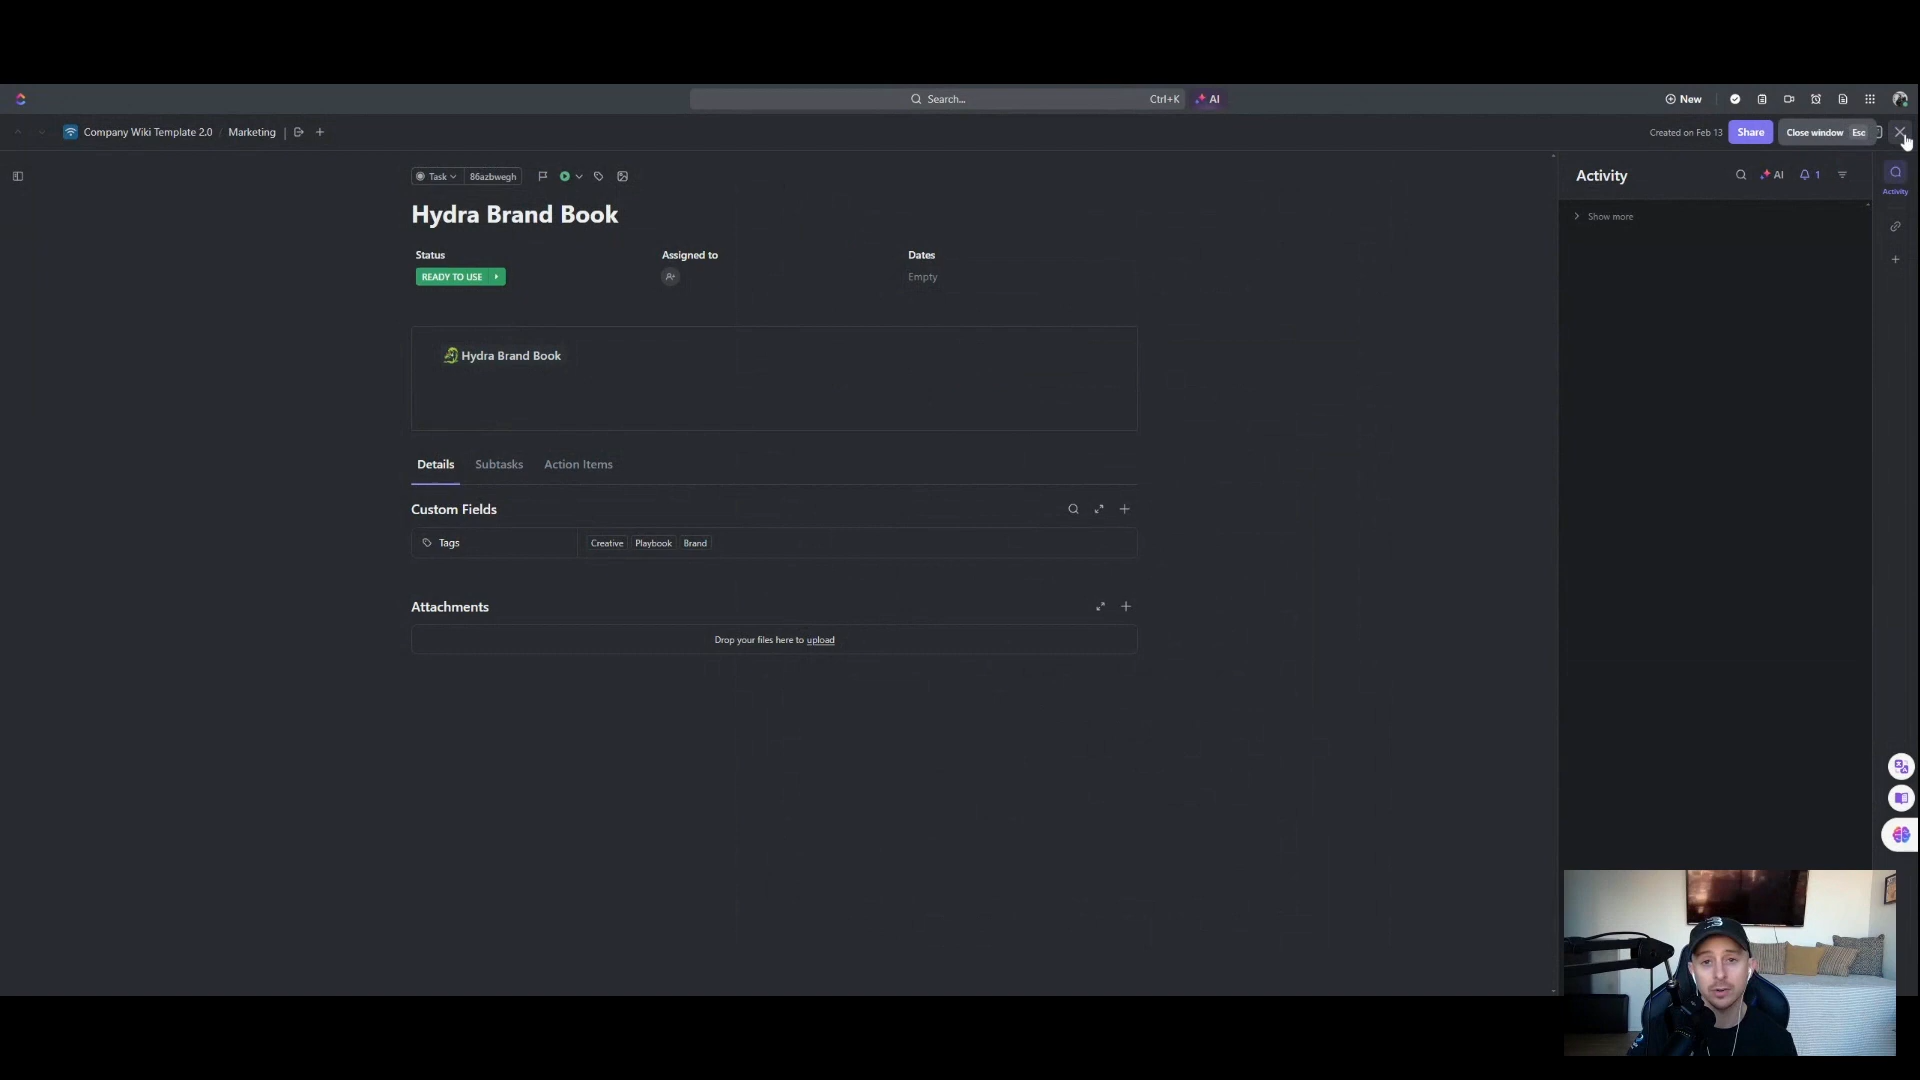 Search...
Ctrl+K
AI
New
Company Wiki Template 2.0 / Marketing
Created on Feb 13
Share
Close window Esc
Task
86azbwegh
Hydra Brand Book
Status
Assigned to
Dates
READY TO USE
Empty
Hydra Brand Book
Details
Subtasks
Action Items
Custom Fields
Tags
Creative
Playbook
Brand
Attachments
Drop your files here to upload
Activity
AI
1
Activity
Show more